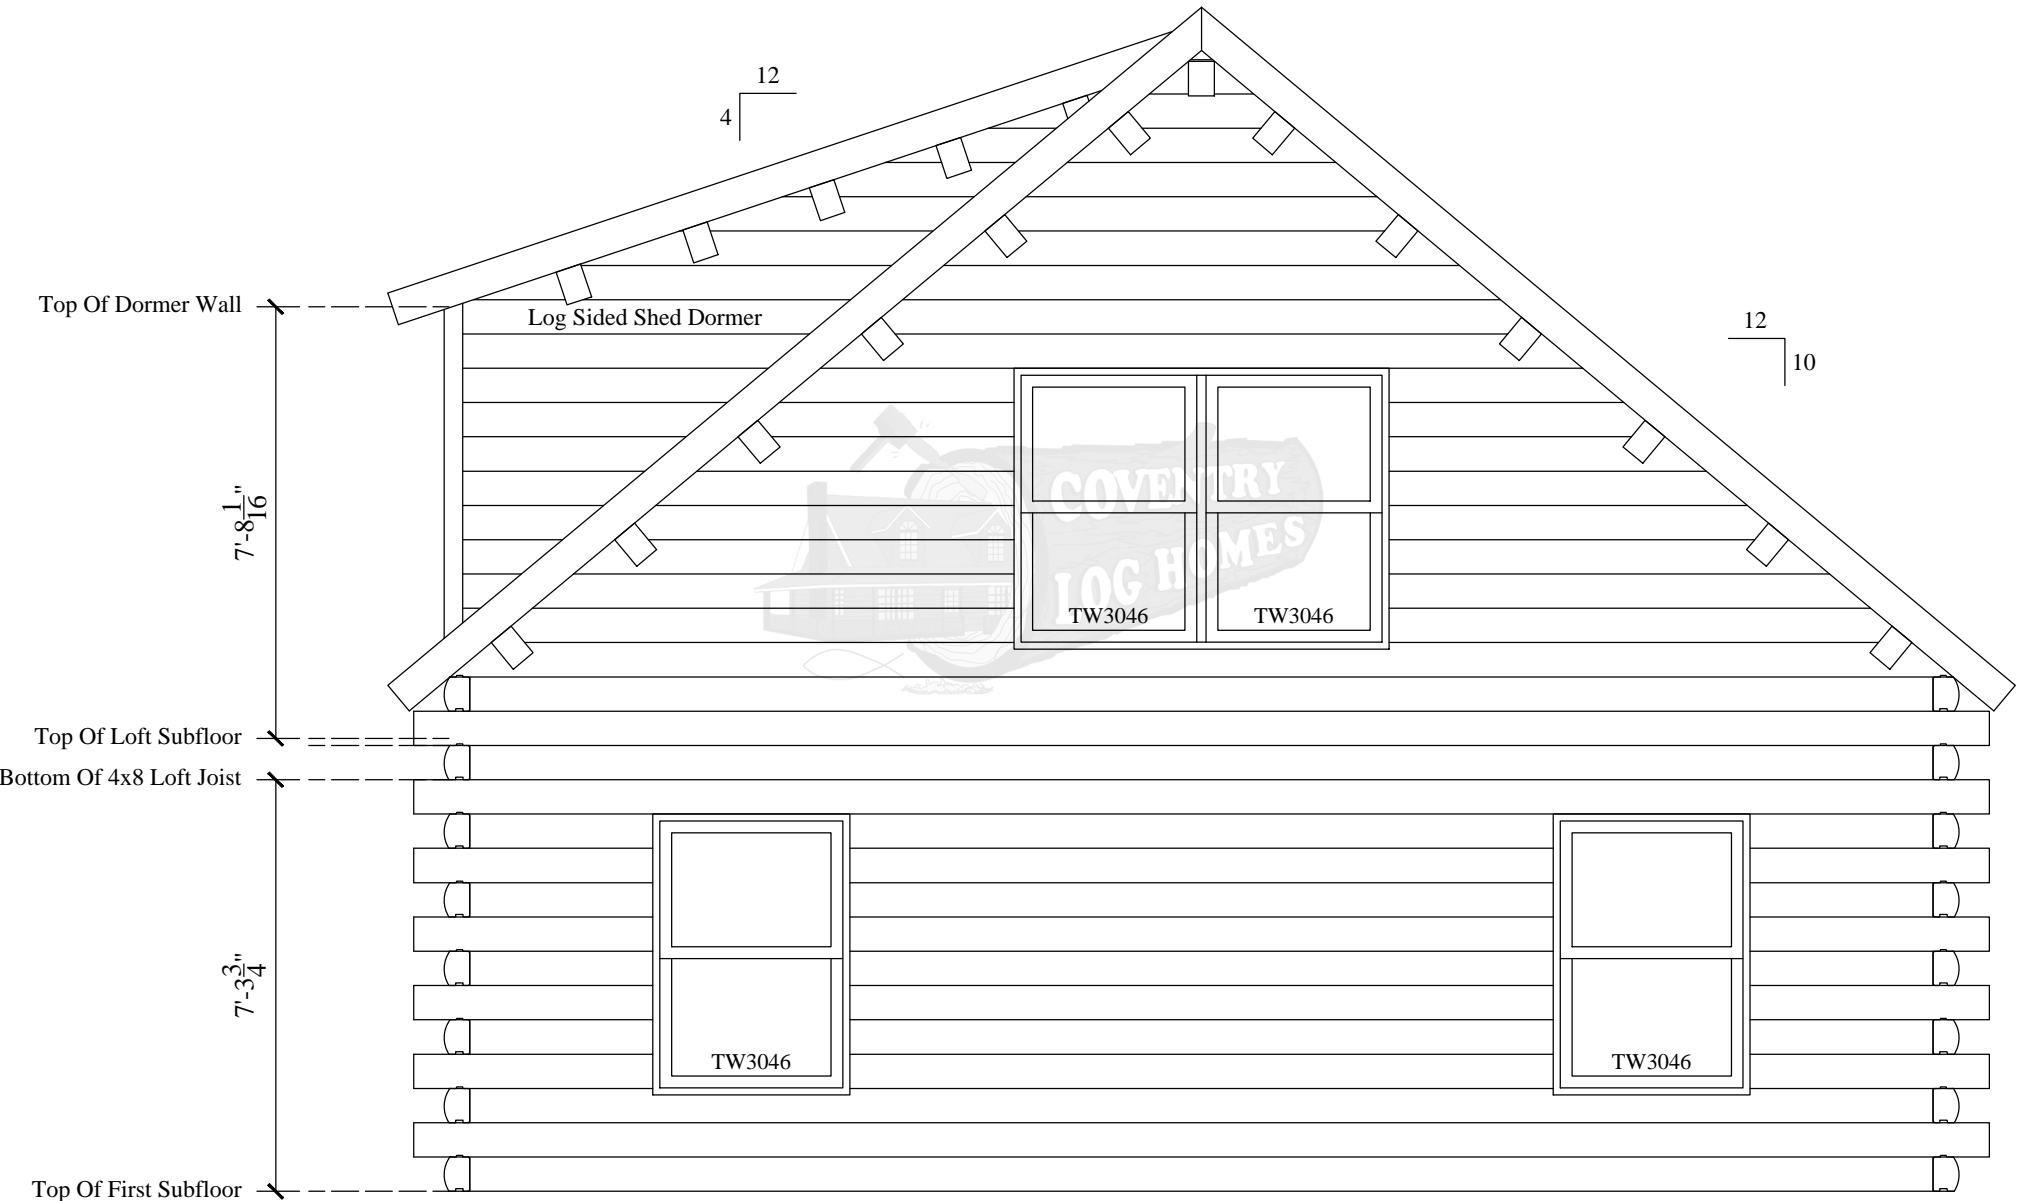 12
4
Top Of Dormer Wall
Log Sided Shed Dormer
12
10
COVENTRY
LOG HOMES
7'-8 1/16"
TW3046 TW3046
Top Of Loft Subfloor
Bottom Of 4x8 Loft Joist
7'-3 3/4"
TW3046 TW3046
Top Of First Subfloor